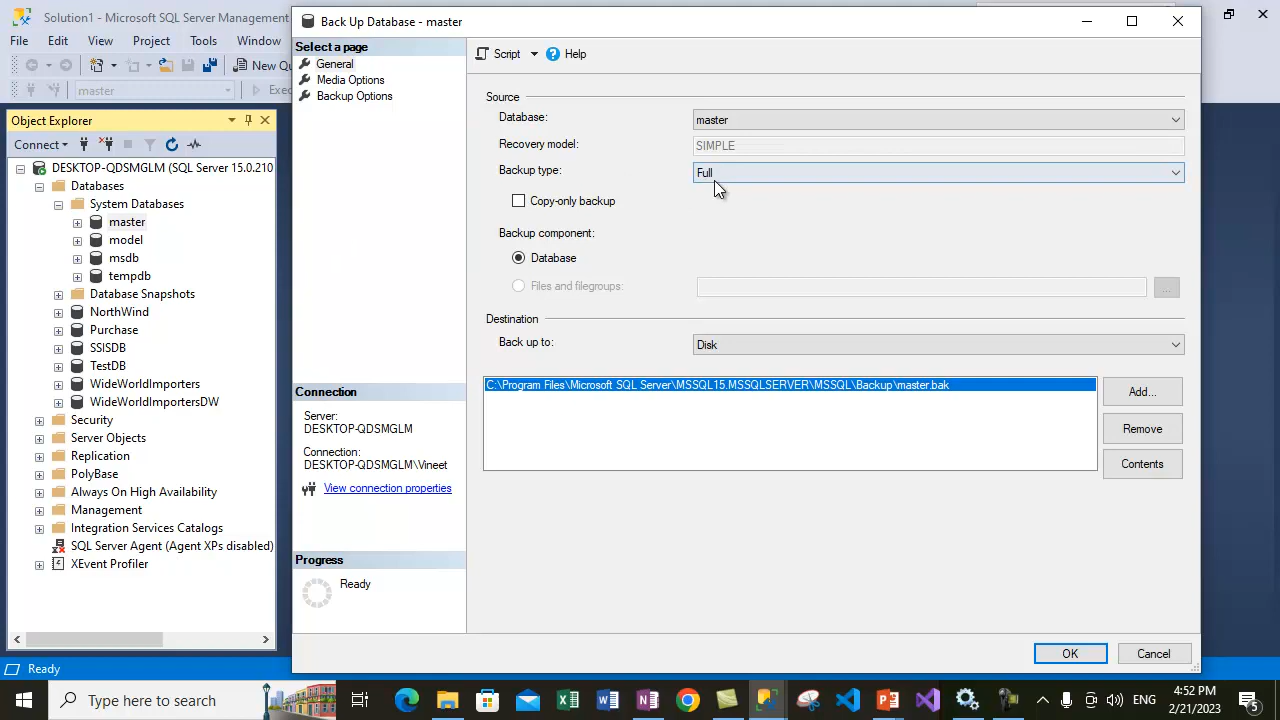 Solution1 - Microsoft SQL Server Management
File Edit View Project Tools Window
New Qu
master
Exec
Object Explorer
Connect
DESKTOP-QDSMGLM (SQL Server 15.0.210
Databases
System Databases
master
model
msdb
tempdb
Database Snapshots
NorthWind
Purchase
SSISDB
TestDB
WideWorldImporters
WideWorldImportersDW
Security
Server Objects
Replication
PolyBase
Always On High Availability
Management
Integration Services Catalogs
SQL Server Agent (Agent XPs disabled)
XEvent Profiler
Ready
Back Up Database - master
Select a page
General
Media Options
Backup Options
Connection
Server:
DESKTOP-QDSMGLM
Connection:
DESKTOP-QDSMGLM\Vineet
View connection properties
Progress
Ready
Script Help
Source
Database: master
Recovery model: SIMPLE
Backup type: Full
Copy-only backup
Backup component:
Database
Files and filegroups:
...
Destination
Back up to: Disk
C:\Program Files\Microsoft SQL Server\MSSQL15.MSSQLSERVER\MSSQL\Backup\master.bak
Add...
Remove
Contents
OK Cancel
Type here to search
ENG
4:52 PM
2/21/2023
5